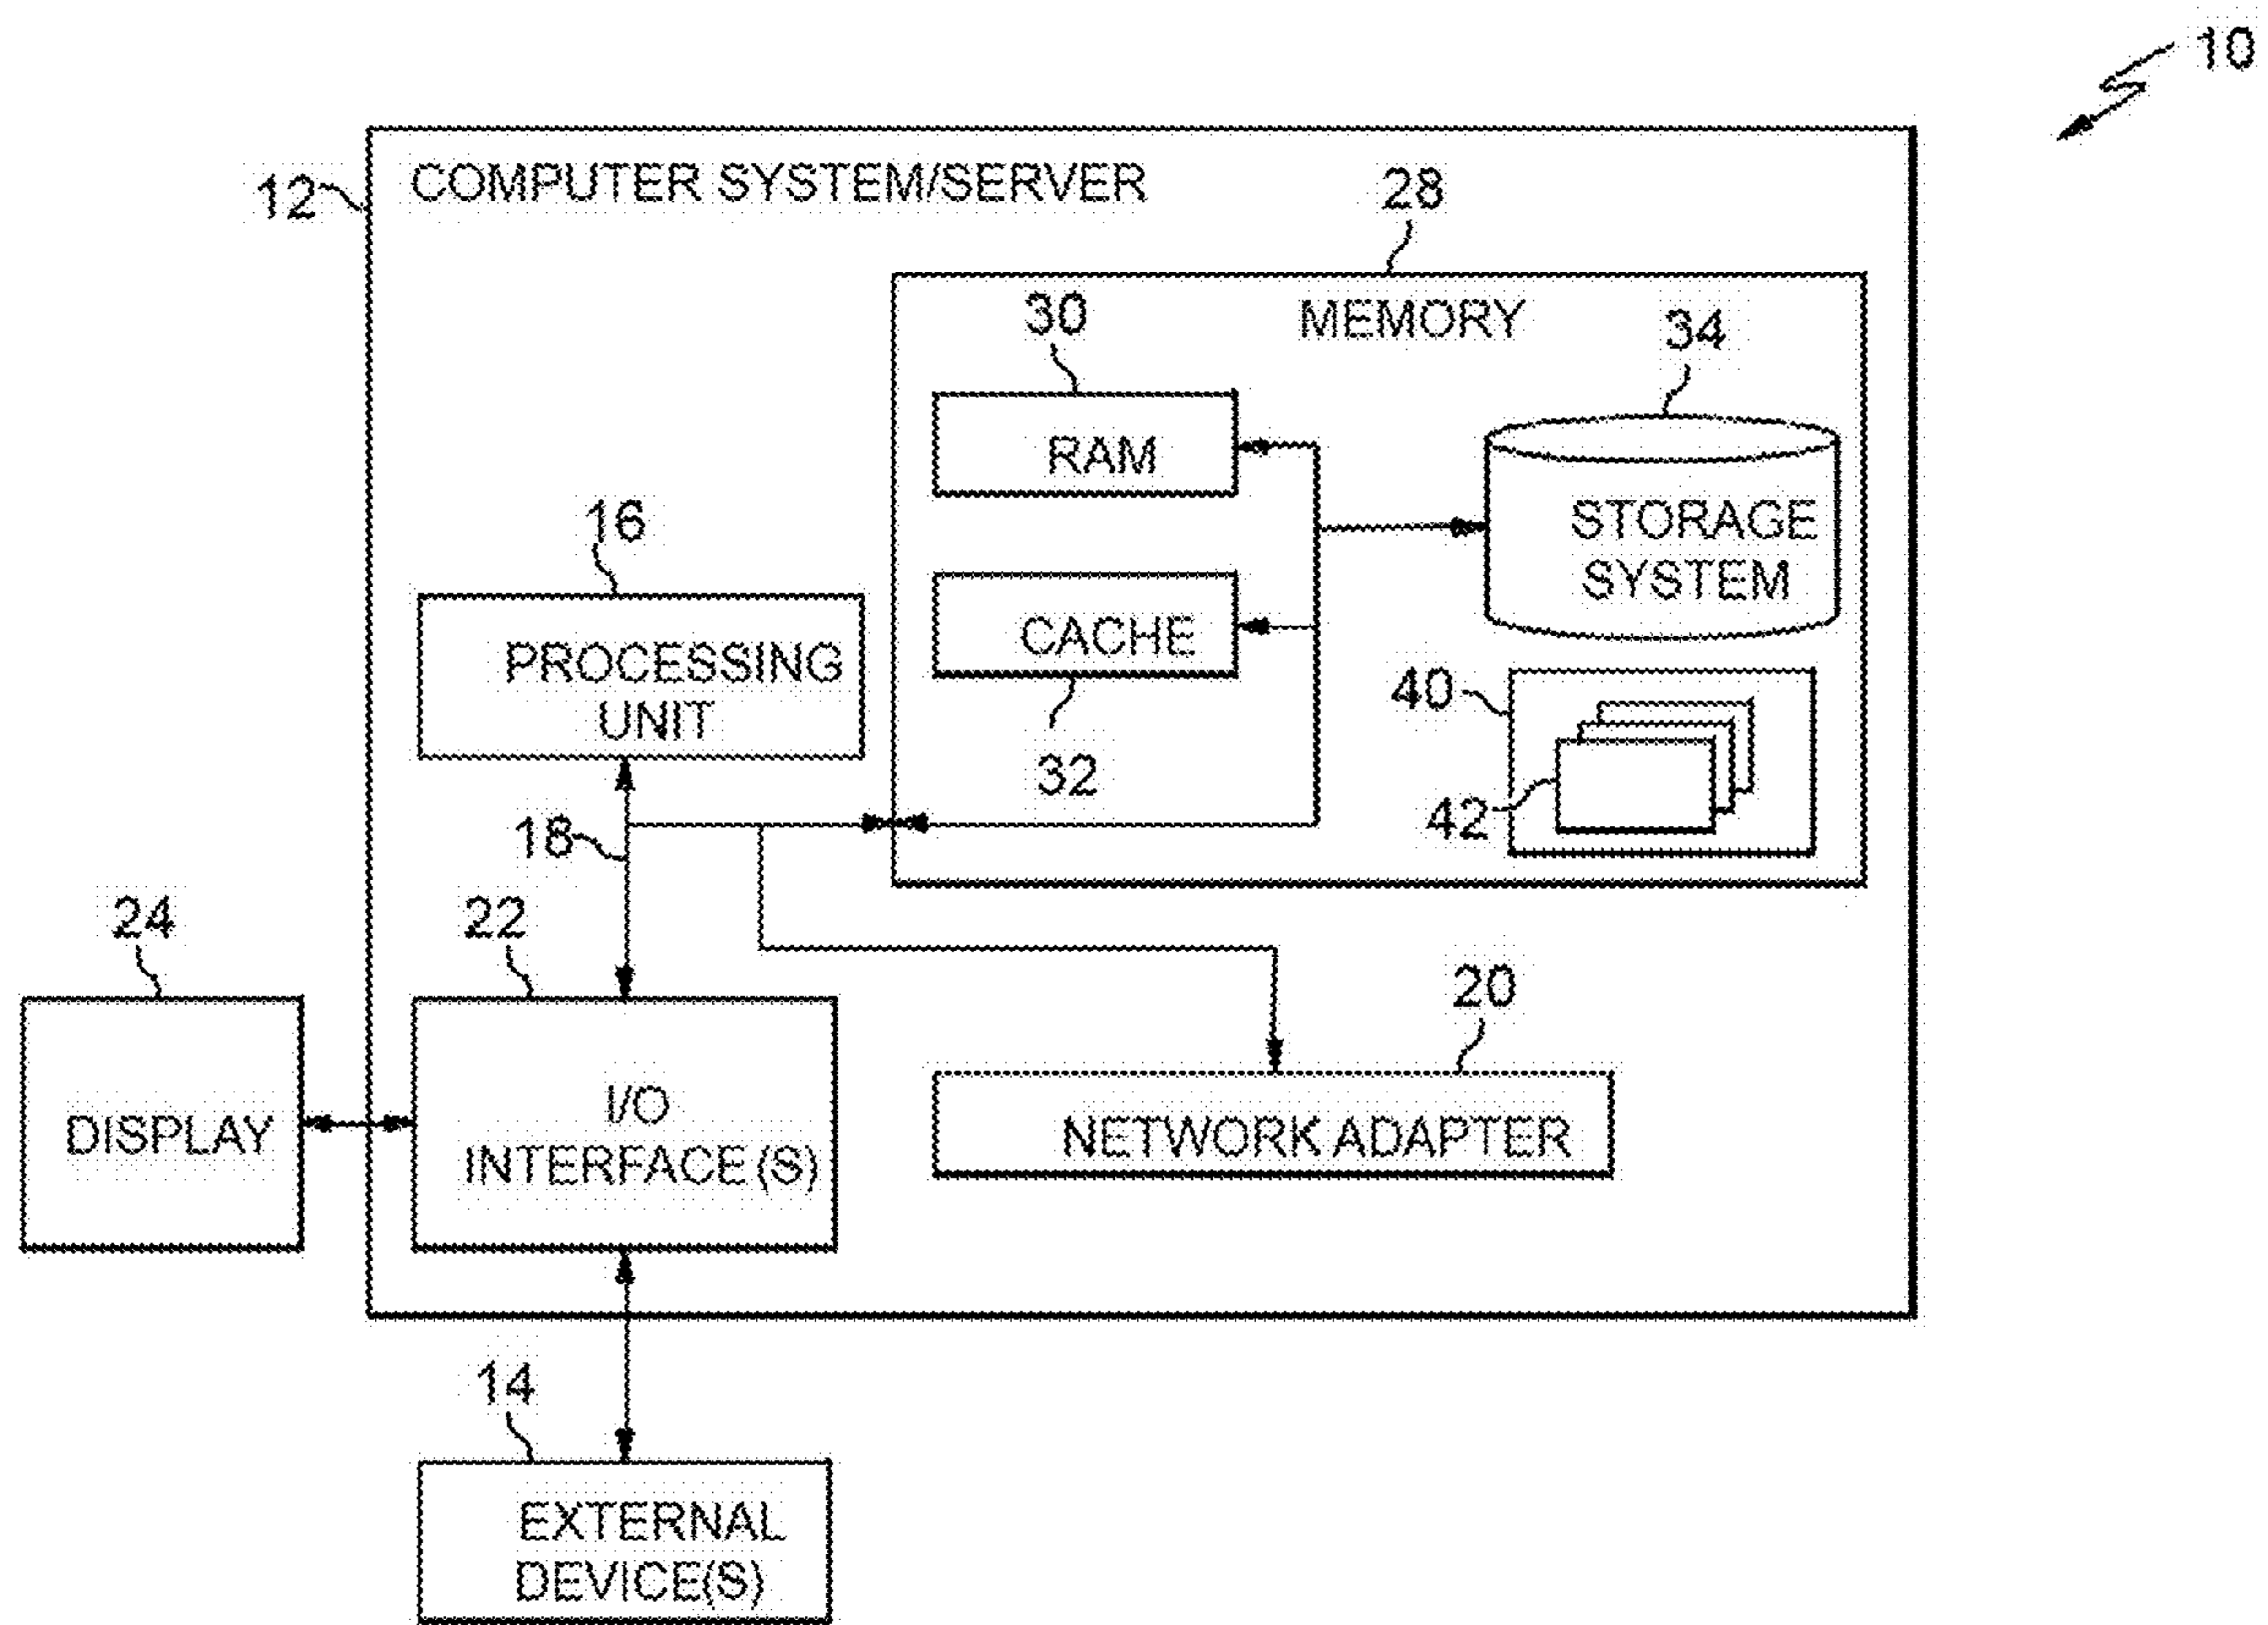 10
12
COMPUTER SYSTEM/SERVER
28
MEMORY
30
34
RAM
STORAGE
SYSTEM
16
PROCESSING
UNIT
CACHE
32
40
42
18
24
22
20
DISPLAY
I/O
INTERFACE(S)
NETWORK ADAPTER
14
EXTERNAL
DEVICE(S)